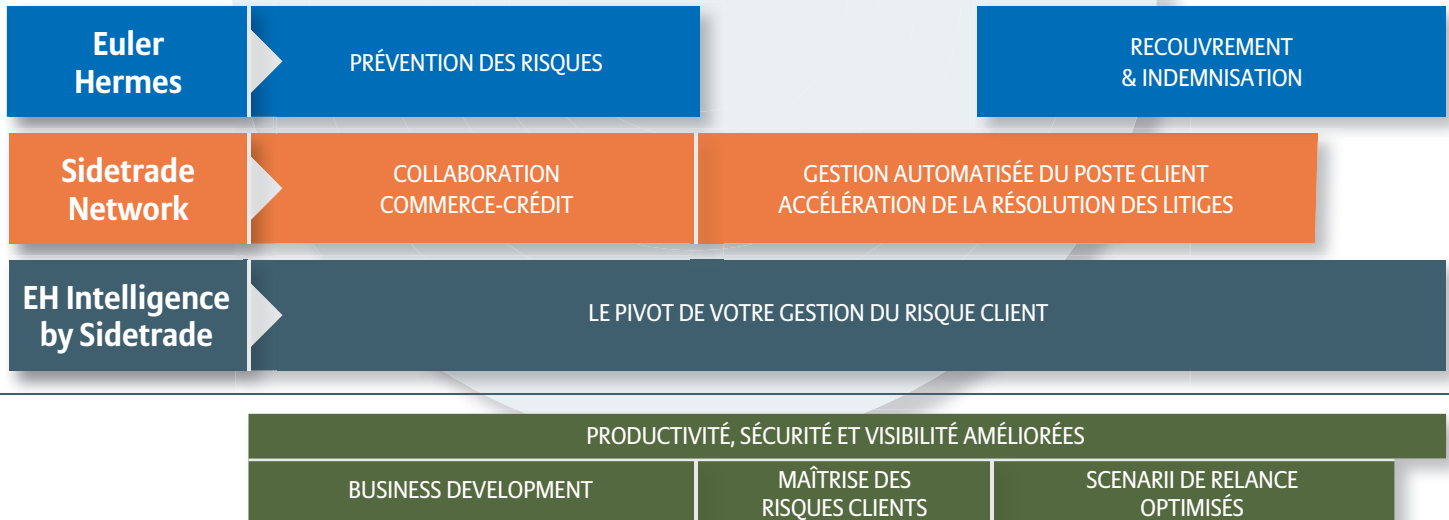 Euler
Hermes
PRÉVENTION DES RISQUES
RECOUVREMENT
& INDEMNISATION
Sidetrade
Network
COLLABORATION
COMMERCE-CRÉDIT
GESTION AUTOMATISÉE DU POSTE CLIENT
ACCÉLÉRATION DE LA RÉSOLUTION DES LITIGES
EH Intelligence
by Sidetrade
LE PIVOT DE VOTRE GESTION DU RISQUE CLIENT
PRODUCTIVITÉ, SÉCURITÉ ET VISIBILITÉ AMÉLIORÉES
BUSINESS DEVELOPMENT
MAÎTRISE DES
RISQUES CLIENTS
SCENARII DE RELANCE
OPTIMISÉS